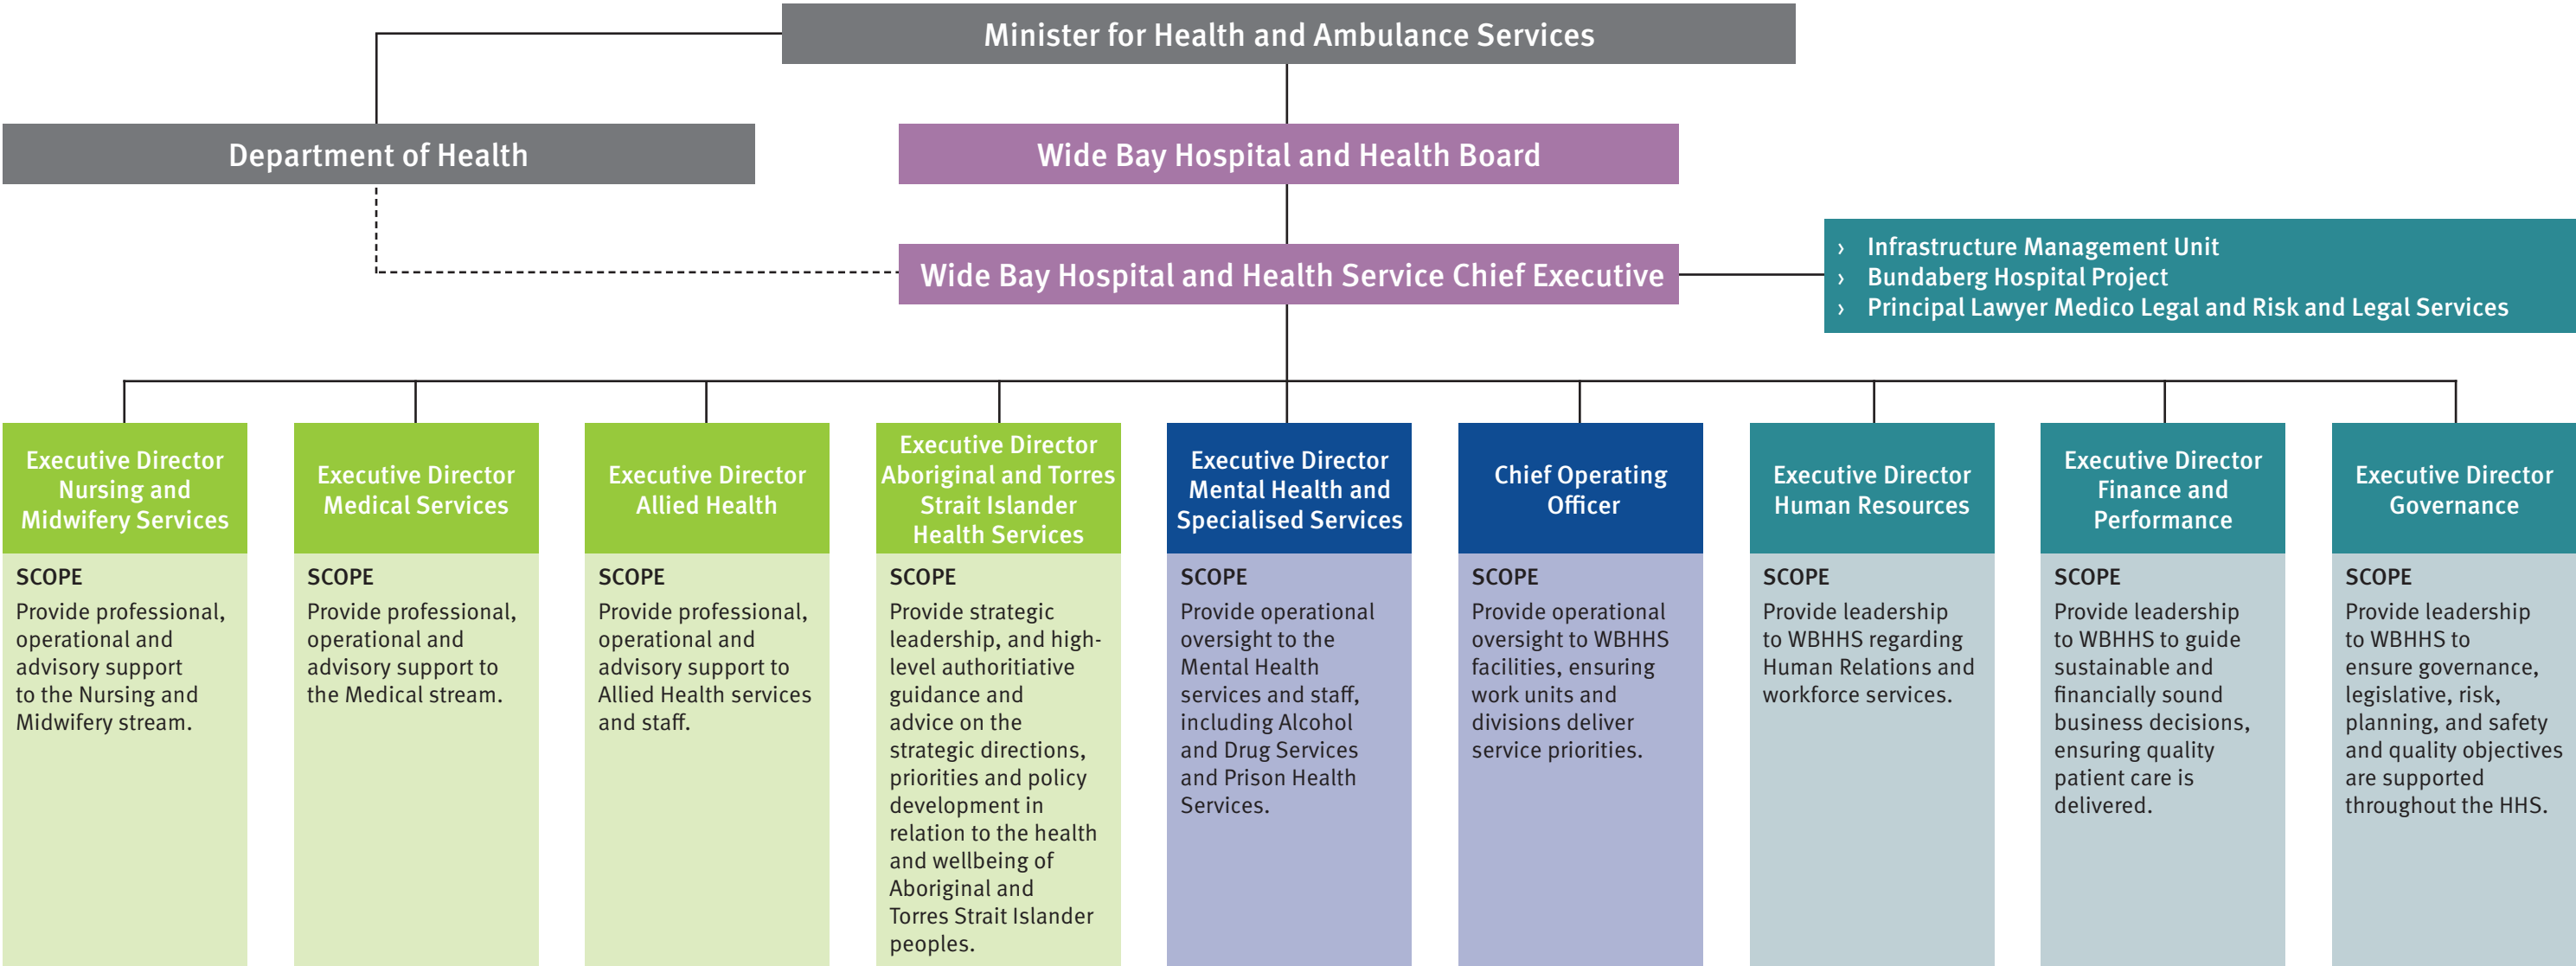 Minister for Health and Ambulance Services
Department of Health
Wide Bay Hospital and Health Board
Wide Bay Hospital and Health Service Chief Executive
› Infrastructure Management Unit
› Bundaberg Hospital Project
› Principal Lawyer Medico Legal and Risk and Legal Services
Executive Director
Nursing and
Midwifery Services
SCOPE
Provide professional,
operational and
advisory support
to the Nursing and
Midwifery stream.
Executive Director
Medical Services
SCOPE
Provide professional,
operational and
advisory support to
the Medical stream.
Executive Director
Allied Health
SCOPE
Provide professional,
operational and
advisory support to
Allied Health services
and staff.
Executive Director
Aboriginal and Torres
Strait Islander
Health Services
SCOPE
Provide strategic
leadership, and high-
level authoritiative
guidance and
advice on the
strategic directions,
priorities and policy
development in
relation to the health
and wellbeing of
Aboriginal and
Torres Strait Islander
peoples.
Executive Director
Mental Health and
Specialised Services
SCOPE
Provide operational
oversight to the
Mental Health
services and staff,
including Alcohol
and Drug Services
and Prison Health
Services.
Chief Operating
Officer
SCOPE
Provide operational
oversight to WBHHS
facilities, ensuring
work units and
divisions deliver
service priorities.
Executive Director
Human Resources
SCOPE
Provide leadership
to WBHHS regarding
Human Relations and
workforce services.
Executive Director
Finance and
Performance
SCOPE
Provide leadership
to WBHHS to guide
sustainable and
financially sound
business decisions,
ensuring quality
patient care is
delivered.
Executive Director
Governance
SCOPE
Provide leadership
to WBHHS to
ensure governance,
legislative, risk,
planning, and safety
and quality objectives
are supported
throughout the HHS.